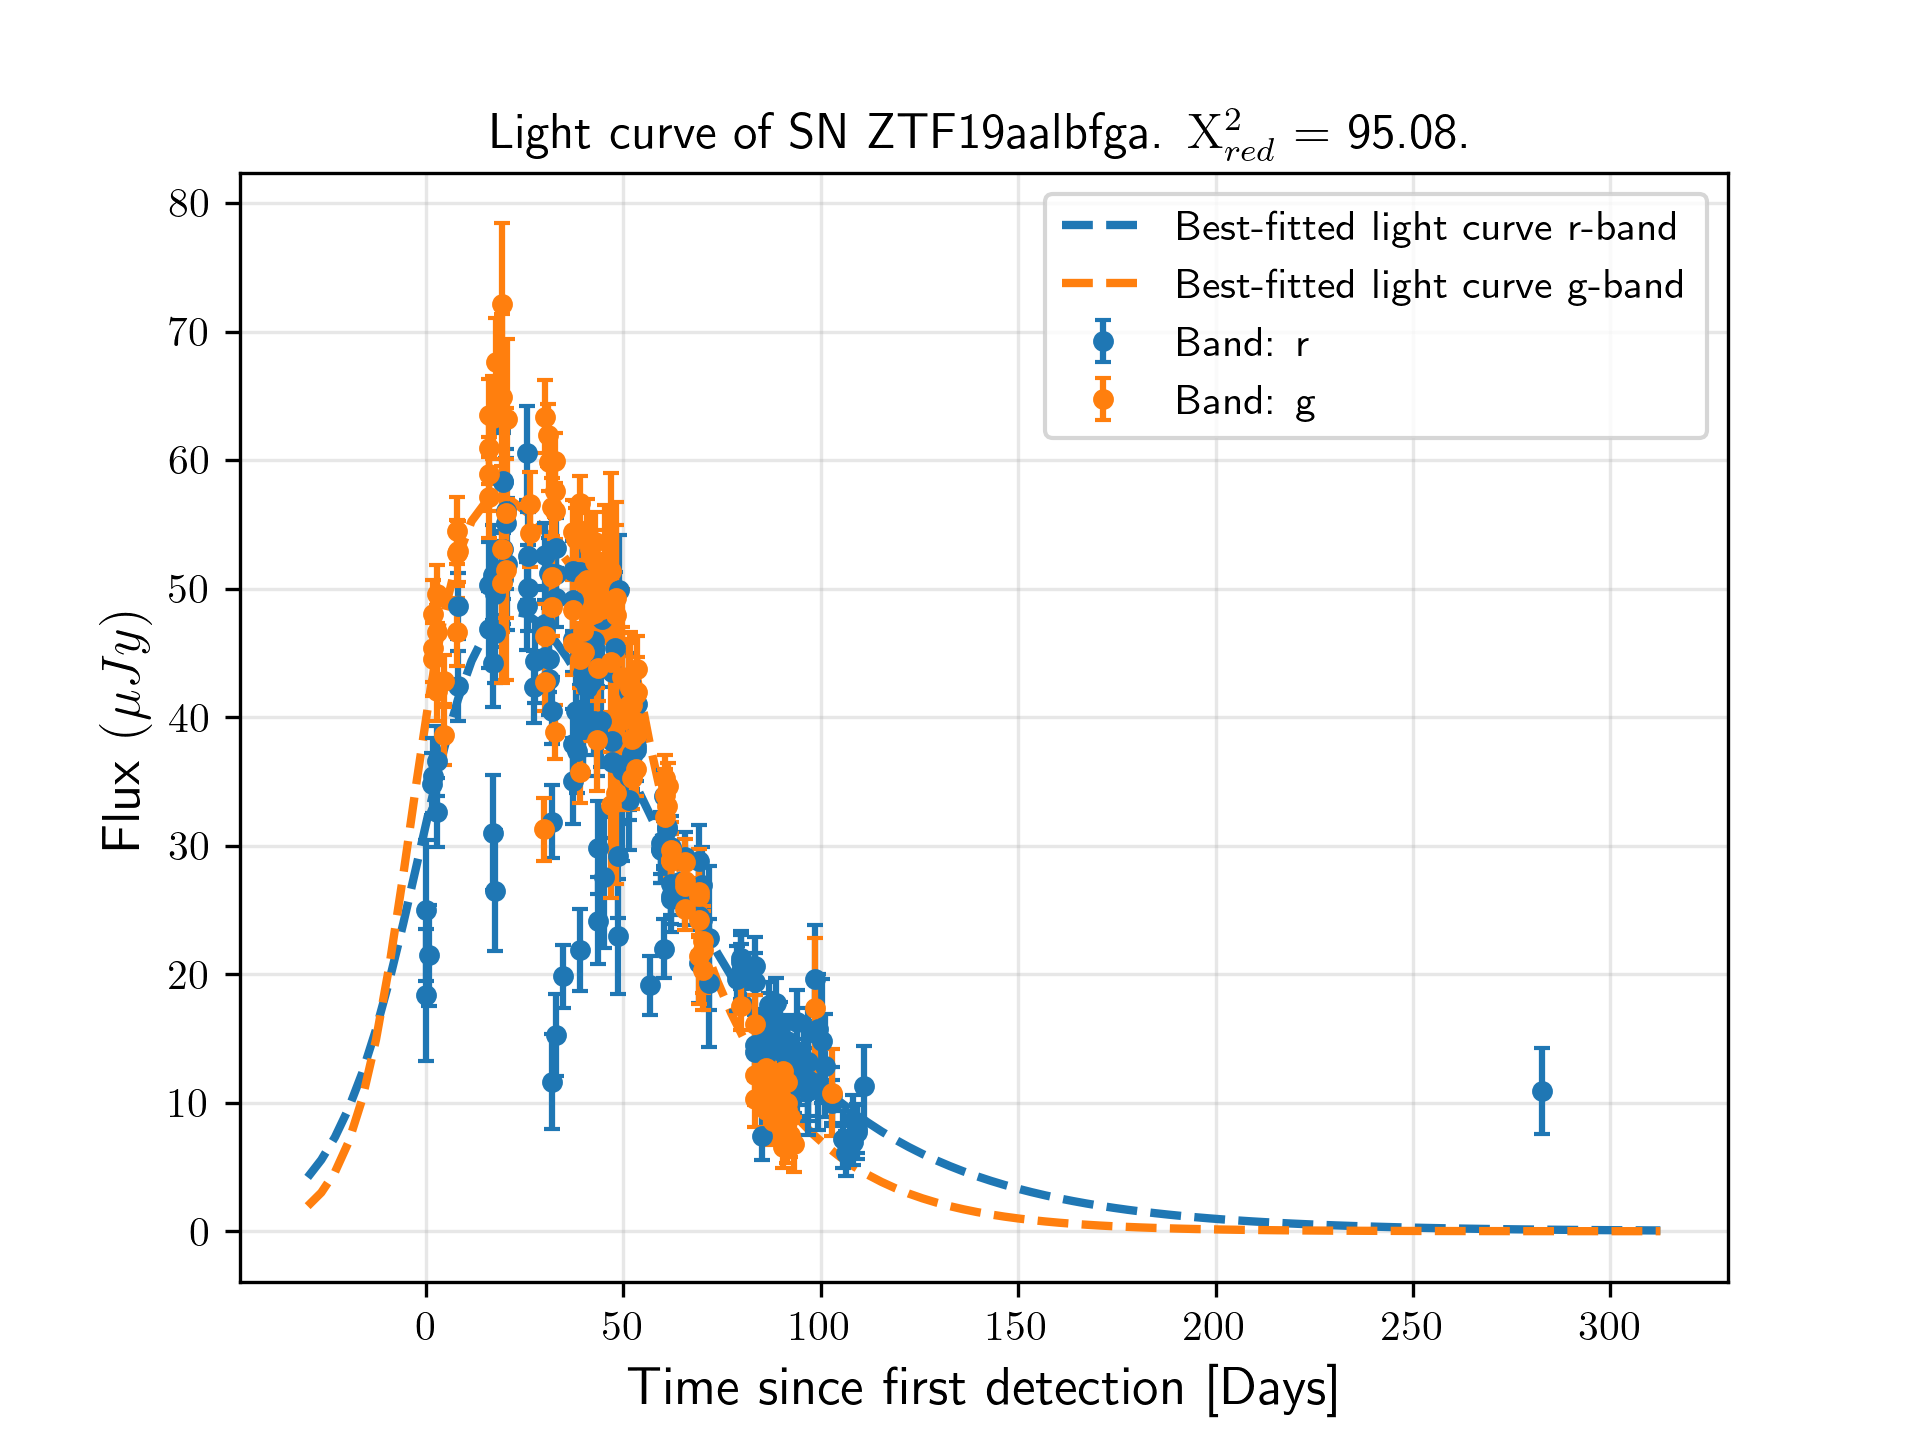 Light curve of SN ZTF19aalbfga. X²_red = 95.08.
Best-fitted light curve r-band
Best-fitted light curve g-band
Band: r
Band: g
80
70
60
50
40
30
20
10
0
Flux (μJy)
0 50 100 150 200 250 300
Time since first detection [Days]